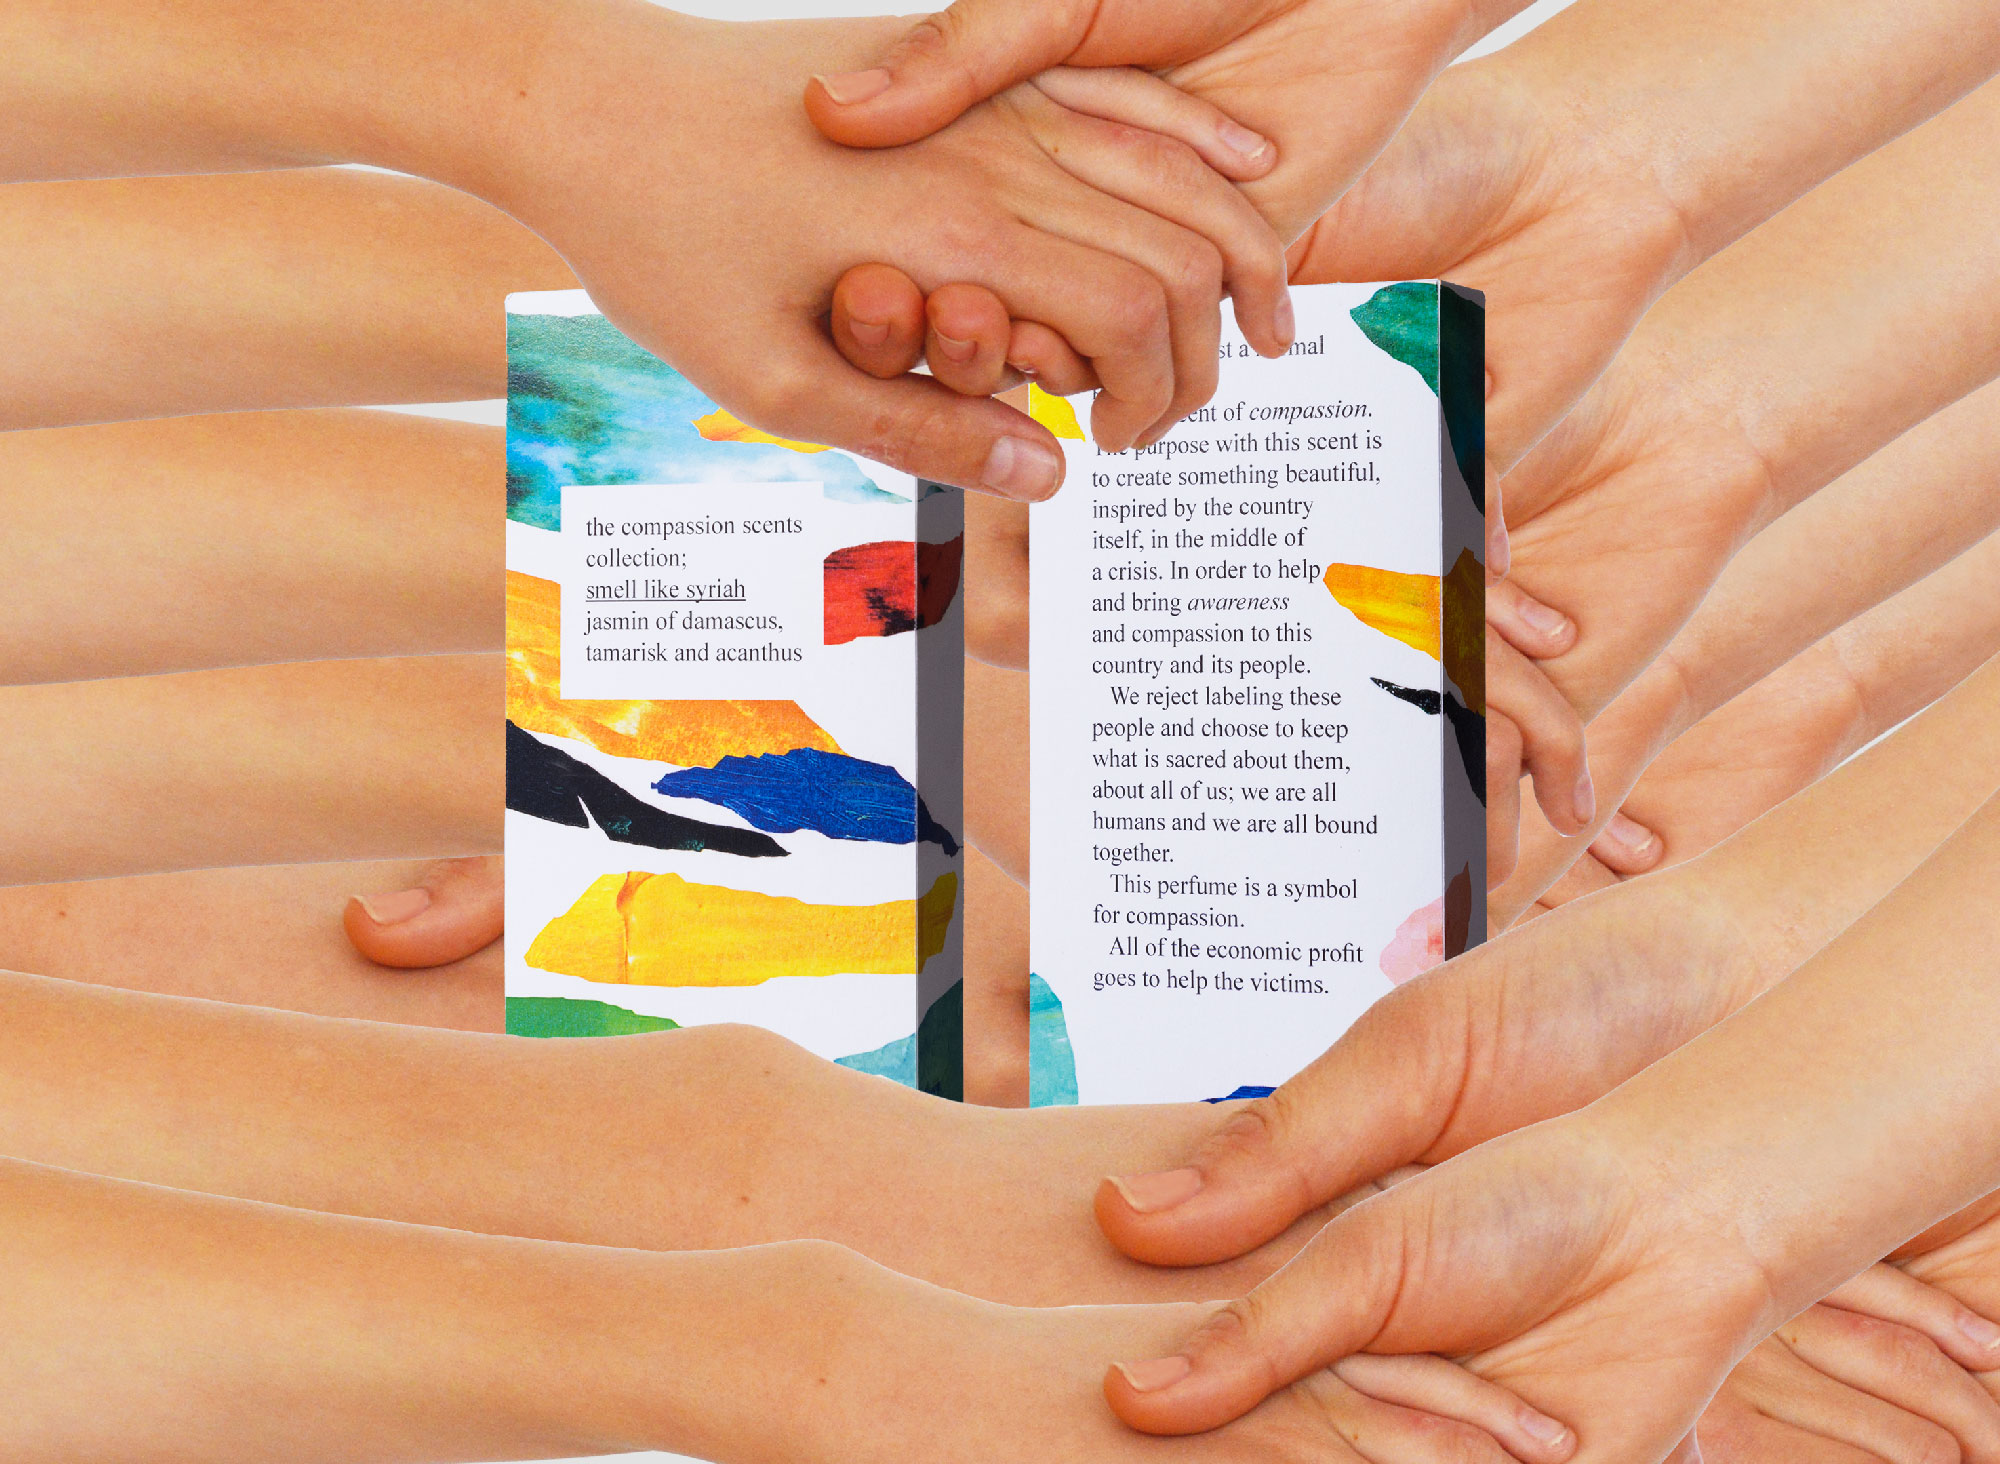 the compassion scents
collection;
smell like syriah
jasmin of damascus,
tamarisk and acanthus
a
of compassion.
purpose with this scent is
to create something beautiful,
inspired by the country
itself, in the middle of
a crisis. In order to help
and bring awareness
and compassion to this
country and its people.
We reject labeling these
people and choose to keep
what is sacred about them,
about all of us; we are all
humans and we are all bound
together.
This perfume is a symbol
for compassion.
All of the economic profit
goes to help the victims.